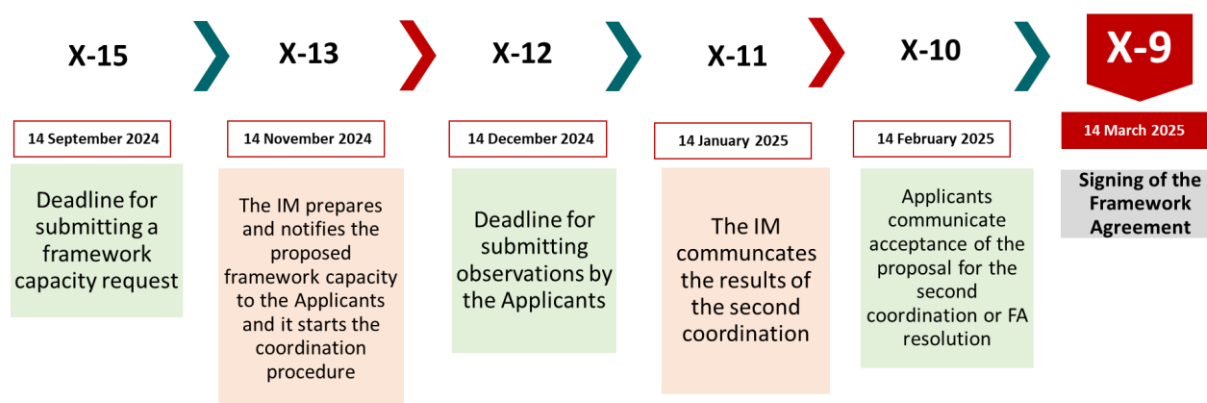 X-15
X-13
X-12
X-11
X-10
X-9
14 September 2024
14 November 2024
14 December 2024
14 January 2025
14 February 2025
14 March 2025
Deadline for
submitting a
framework
capacity request
The IM prepares
and notifies the
proposed
framework capacity
to the Applicants
and it starts the
coordination
procedure
Deadline for
submitting
observations by
the Applicants
The IM
communcates
the results of
the second
coordination
Applicants
communicate
acceptance of the
proposal for the
second
coordination or FA
resolution
Signing of the
Framework
Agreement